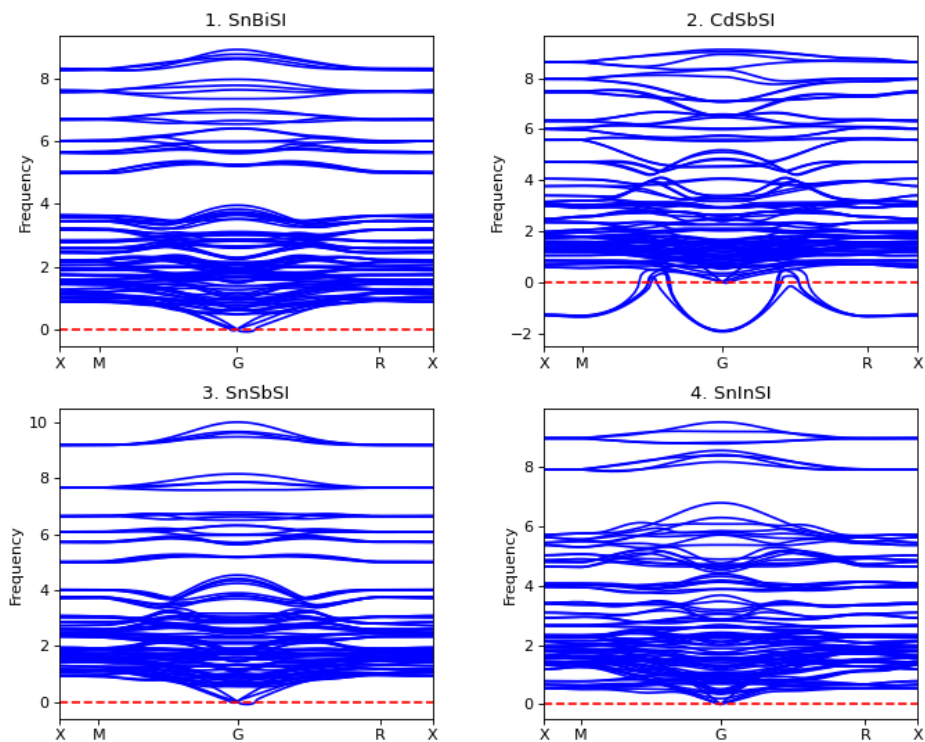 1. SnBiSI
Frequency
8
6
4
2
0
X M G R X
2. CdSbSI
Frequency
8
6
4
2
0
−2
X M G R X
3. SnSbSI
Frequency
10
8
6
4
2
0
X M G R X
4. SnInSI
Frequency
8
6
4
2
0
X M G R X